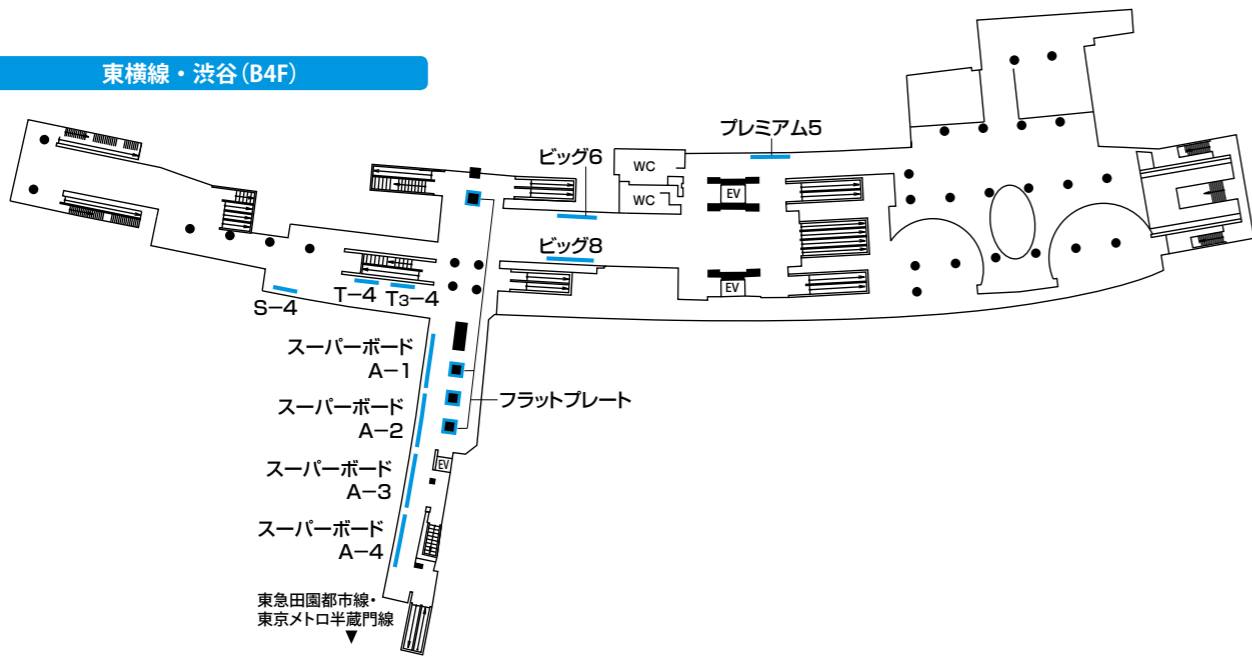 東横線・渋谷(B4F)
プレミアム5
ビッグ6
WC
WC
EV
ビッグ8
EV
T−4
T3−4
S−4
スーパーボード
A−1
スーパーボード
A−2
フラットプレート
スーパーボード
A−3
EV
スーパーボード
A−4
東急田園都市線・
東京メトロ半蔵門線
▼